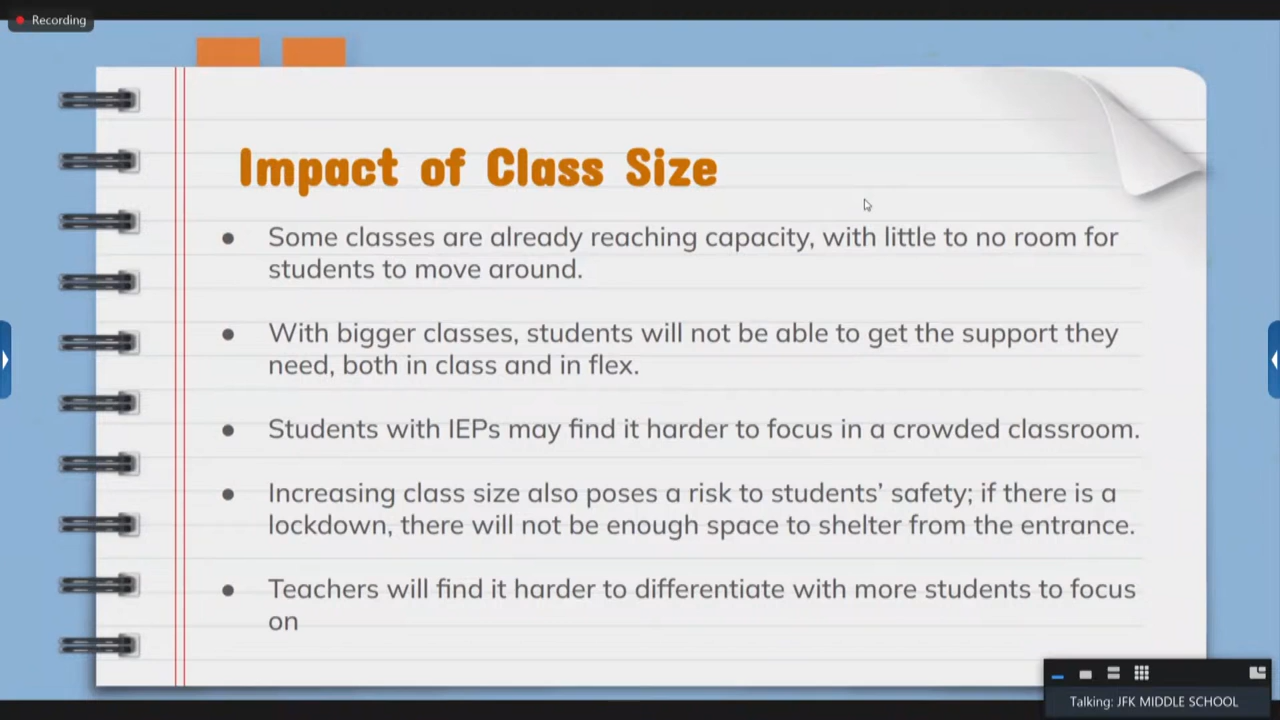 Recording
Impact of Class Size
● Some classes are already reaching capacity, with little to no room for
students to move around.
● With bigger classes, students will not be able to get the support they
need, both in class and in flex.
● Students with IEPs may find it harder to focus in a crowded classroom.
● Increasing class size also poses a risk to students’ safety; if there is a
lockdown, there will not be enough space to shelter from the entrance.
● Teachers will find it harder to differentiate with more students to focus
on
Talking: JFK MIDDLE SCHOOL